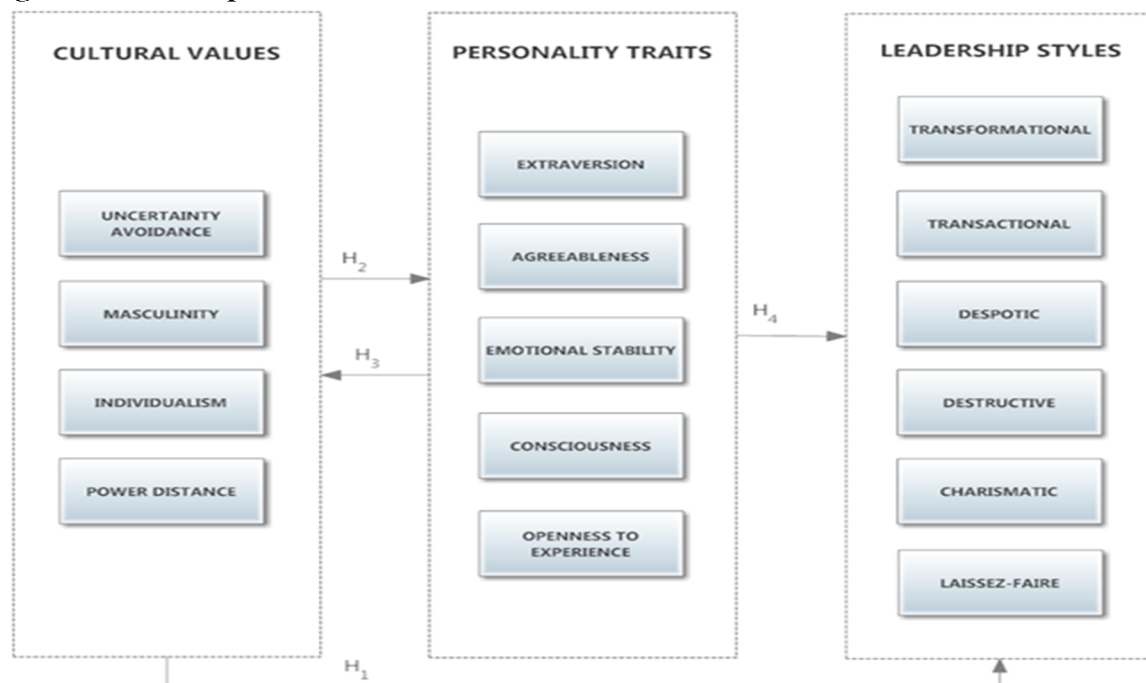 CULTURAL VALUES
UNCERTAINTY
AVOIDANCE
MASCULINITY
INDIVIDUALISM
POWER DISTANCE
H2
H3
PERSONALITY TRAITS
EXTRAVERSION
AGREEABLENESS
EMOTIONAL STABILITY
CONSCIOUSNESS
OPENNESS TO
EXPERIENCE
H4
LEADERSHIP STYLES
TRANSFORMATIONAL
TRANSACTIONAL
DESPOTIC
DESTRUCTIVE
CHARISMATIC
LAISSEZ-FAIRE
H1